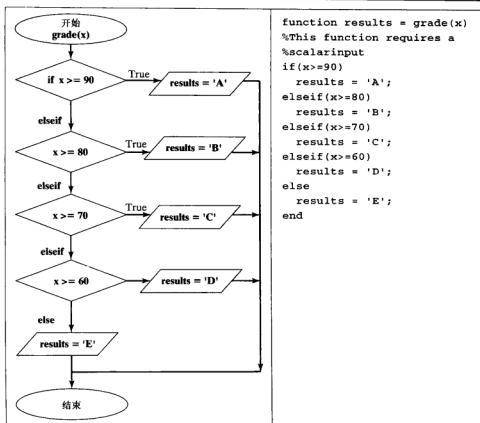 开始
grade(x)
if x >= 90
True
results = 'A'
elseif
x >= 80
True
results = 'B'
elseif
x >= 70
True
results = 'C'
elseif
x >= 60
results = 'D'
else
results = 'E'
结束
function results = grade(x)
%This function requires a
%scalarinput
if(x>=90)
results = 'A';
elseif(x>=80)
results = 'B';
elseif(x>=70)
results = 'C';
elseif(x>=60)
results = 'D';
else
results = 'E';
end